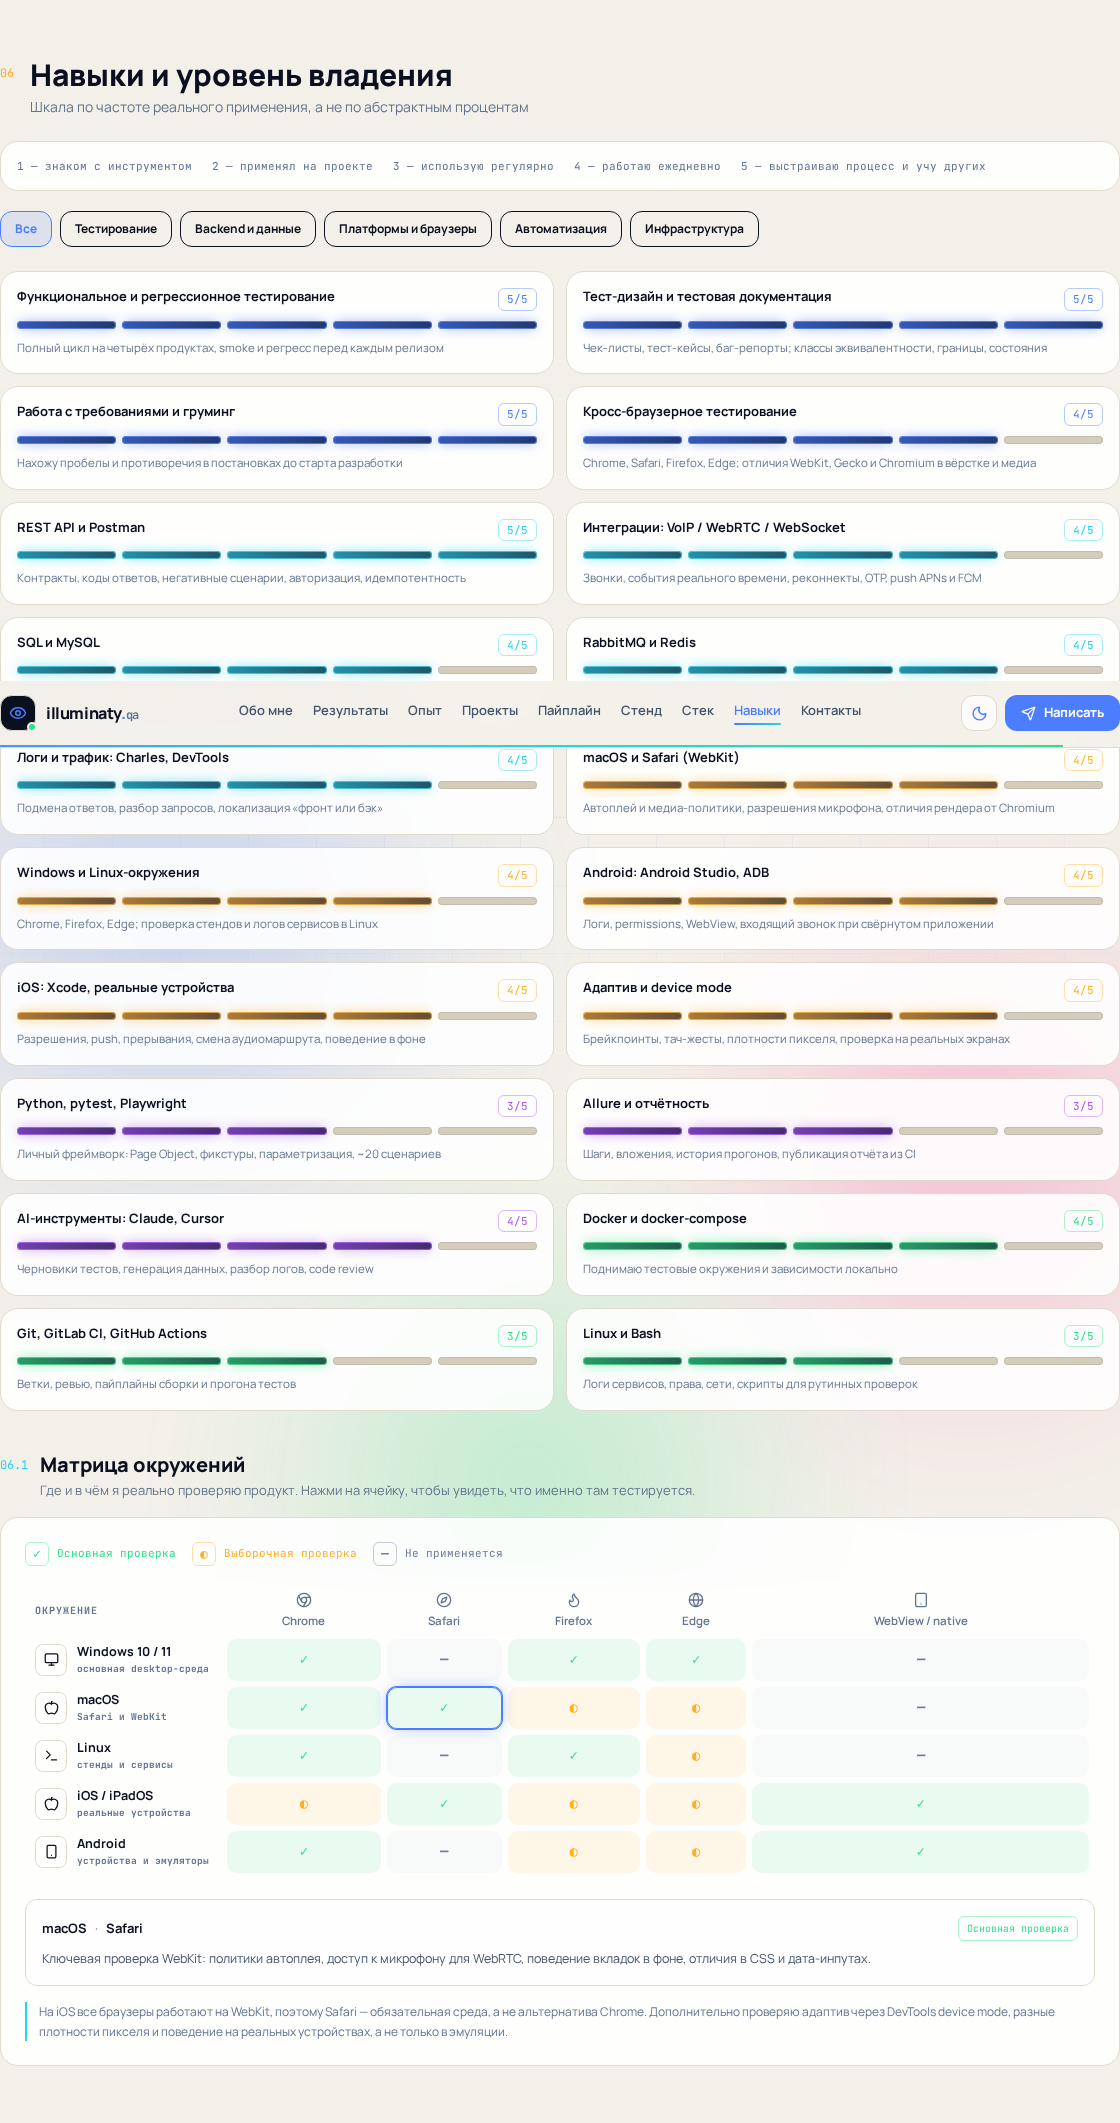 06
Навыки и уровень владения
Шкала по частоте реального применения, а не по абстрактным процентам
1 — знаком с инструментом 2 — применял на проекте 3 — использую регулярно 4 — работаю ежедневно 5 — выстраиваю процесс и учу других
Все Тестирование Backend и данные Платформы и браузеры Автоматизация Инфраструктура
Функциональное и регрессионное тестирование 5/5
Полный цикл на четырёх продуктах, smoke и регресс перед каждым релизом
Тест-дизайн и тестовая документация 5/5
Чек-листы, тест-кейсы, баг-репорты; классы эквивалентности, границы, состояния
Работа с требованиями и груминг 5/5
Нахожу пробелы и противоречия в постановках до старта разработки
Кросс-браузерное тестирование 4/5
Chrome, Safari, Firefox, Edge; отличия WebKit, Gecko и Chromium в вёрстке и медиа
REST API и Postman 5/5
Контракты, коды ответов, негативные сценарии, авторизация, идемпотентность
Интеграции: VoIP / WebRTC / WebSocket 4/5
Звонки, события реального времени, реконнекты, OTP, push APNs и FCM
SQL и MySQL 4/5
RabbitMQ и Redis 4/5
illuminaty.qa Обо мне Результаты Опыт Проекты Пайплайн Стенд Стек Навыки Контакты Написать
Логи и трафик: Charles, DevTools 4/5
Подмена ответов, разбор запросов, локализация «фронт или бэк»
macOS и Safari (WebKit) 4/5
Автоплей и медиа-политики, разрешения микрофона, отличия рендера от Chromium
Windows и Linux-окружения 4/5
Chrome, Firefox, Edge; проверка стендов и логов сервисов в Linux
Android: Android Studio, ADB 4/5
Логи, permissions, WebView, входящий звонок при свёрнутом приложении
iOS: Xcode, реальные устройства 4/5
Разрешения, push, прерывания, смена аудиомаршрута, поведение в фоне
Адаптив и device mode 4/5
Брейкпоинты, тач-жесты, плотности пикселя, проверка на реальных экранах
Python, pytest, Playwright 3/5
Личный фреймворк: Page Object, фикстуры, параметризация, ~20 сценариев
Allure и отчётность 3/5
Шаги, вложения, история прогонов, публикация отчёта из CI
AI-инструменты: Claude, Cursor 4/5
Черновики тестов, генерация данных, разбор логов, code review
Docker и docker-compose 4/5
Поднимаю тестовые окружения и зависимости локально
Git, GitLab CI, GitHub Actions 3/5
Ветки, ревью, пайплайны сборки и прогона тестов
Linux и Bash 3/5
Логи сервисов, права, сети, скрипты для рутинных проверок
06.1
Матрица окружений
Где и в чём я реально проверяю продукт. Нажми на ячейку, чтобы увидеть, что именно там тестируется.
✓ Основная проверка ◐ Выборочная проверка — Не применяется
ОКРУЖЕНИЕ Chrome Safari Firefox Edge WebView / native
Windows 10 / 11 ✓ — ✓ ✓ —
основная desktop-среда
macOS ✓ ✓ ◐ ◐ —
Safari и WebKit
Linux ✓ — ✓ ◐ —
стенды и сервисы
iOS / iPadOS ◐ ✓ ◐ ◐ ✓
реальные устройства
Android ✓ — ◐ ◐ ✓
устройства и эмуляторы
macOS · Safari Основная проверка
Ключевая проверка WebKit: политики автоплея, доступ к микрофону для WebRTC, поведение вкладок в фоне, отличия в CSS и дата-инпутах.
На iOS все браузеры работают на WebKit, поэтому Safari — обязательная среда, а не альтернатива Chrome. Дополнительно проверяю адаптив через DevTools device mode, разные
плотности пикселя и поведение на реальных устройствах, а не только в эмуляции.